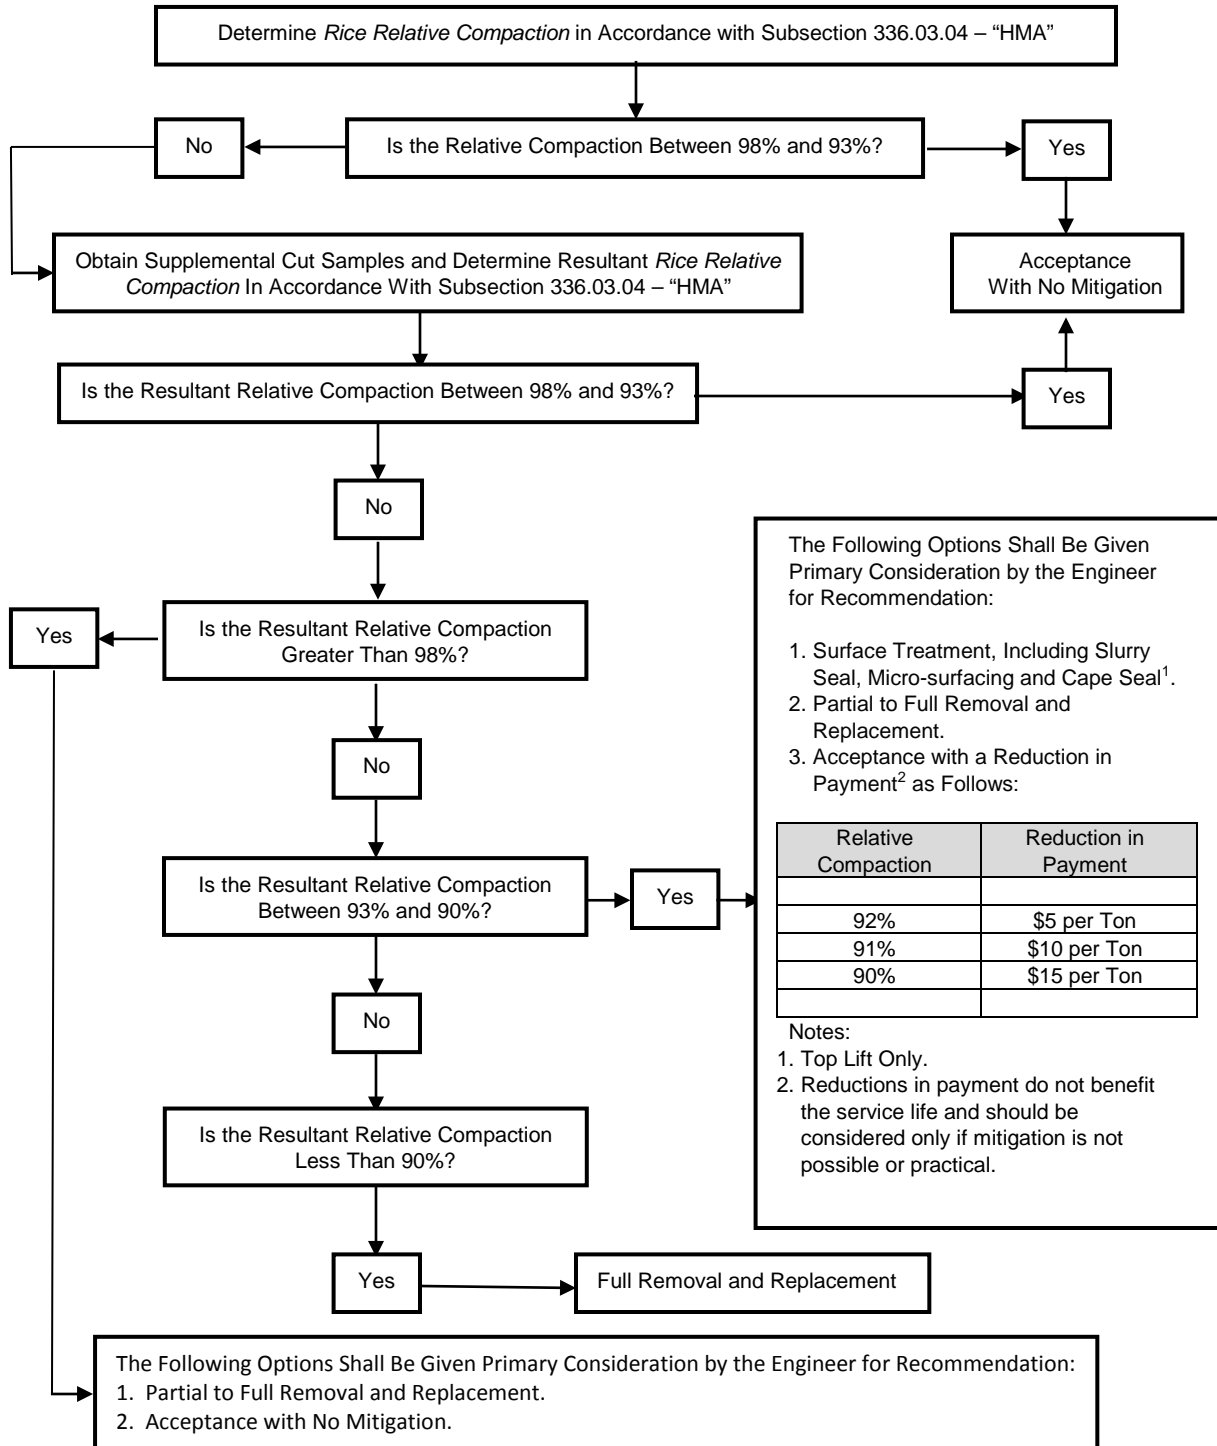 Determine Rice Relative Compaction in Accordance with Subsection 336.03.04 – “HMA”
No
Is the Relative Compaction Between 98% and 93%?
Yes
Obtain Supplemental Cut Samples and Determine Resultant Rice Relative
Compaction In Accordance With Subsection 336.03.04 – “HMA”
Acceptance
With No Mitigation
Is the Resultant Relative Compaction Between 98% and 93%?
Yes
No
Yes
Is the Resultant Relative Compaction
Greater Than 98%?
No
Is the Resultant Relative Compaction
Between 93% and 90%?
Yes
The Following Options Shall Be Given
Primary Consideration by the Engineer
for Recommendation:
1. Surface Treatment, Including Slurry
Seal, Micro-surfacing and Cape Seal¹.
2. Partial to Full Removal and
Replacement.
3. Acceptance with a Reduction in
Payment² as Follows:
Relative
Compaction
Reduction in
Payment
92% $5 per Ton
91% $10 per Ton
90% $15 per Ton
Notes:
1. Top Lift Only.
2. Reductions in payment do not benefit
the service life and should be
considered only if mitigation is not
possible or practical.
No
Is the Resultant Relative Compaction
Less Than 90%?
Yes
Full Removal and Replacement
The Following Options Shall Be Given Primary Consideration by the Engineer for Recommendation:
1. Partial to Full Removal and Replacement.
2. Acceptance with No Mitigation.